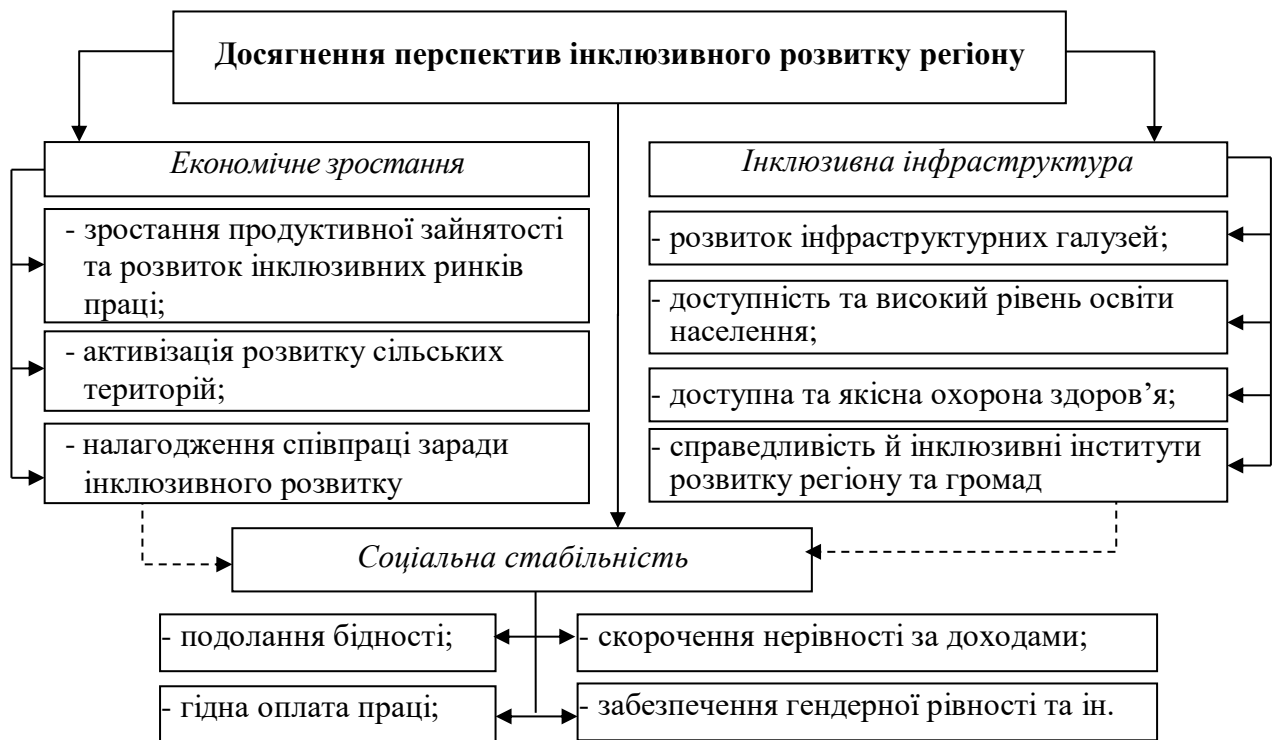 Досягнення перспектив інклюзивного розвитку регіону
Економічне зростання
- зростання продуктивної зайнятості
та розвиток інклюзивних ринків
праці;
- активізація розвитку сільських
територій;
- налагодження співпраці заради
інклюзивного розвитку
Інклюзивна інфраструктура
- розвиток інфраструктурних галузей;
- доступність та високий рівень освіти
населення;
- доступна та якісна охорона здоров’я;
- справедливість й інклюзивні інститути
розвитку регіону та громад
Соціальна стабільність
- подолання бідності;
- скорочення нерівності за доходами;
- гідна оплата праці;
- забезпечення гендерної рівності та ін.